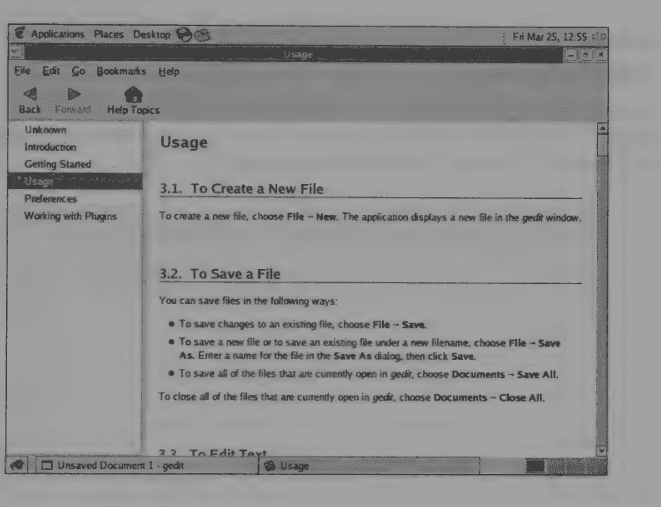 Applications Places Desktop
Fri Mar 25, 12:55
Usage
File Edit Go Bookmarks Help
Back Forward Help Topics
Unknown
Introduction
Getting Started
Usage
Preferences
Working with Plugins
Usage
3.1. To Create a New File
To create a new file, choose File → New. The application displays a new file in the gedit window.
3.2. To Save a File
You can save files in the following ways:
● To save changes to an existing file, choose File → Save.
● To save a new file or to save an existing file under a new filename, choose File → Save
As. Enter a name for the file in the Save As dialog, then click Save.
● To save all of the files that are currently open in gedit, choose Documents → Save All.
To close all of the files that are currently open in gedit, choose Documents → Close All.
3.3. To Edit Text
Unsaved Document 1 - gedit
Usage